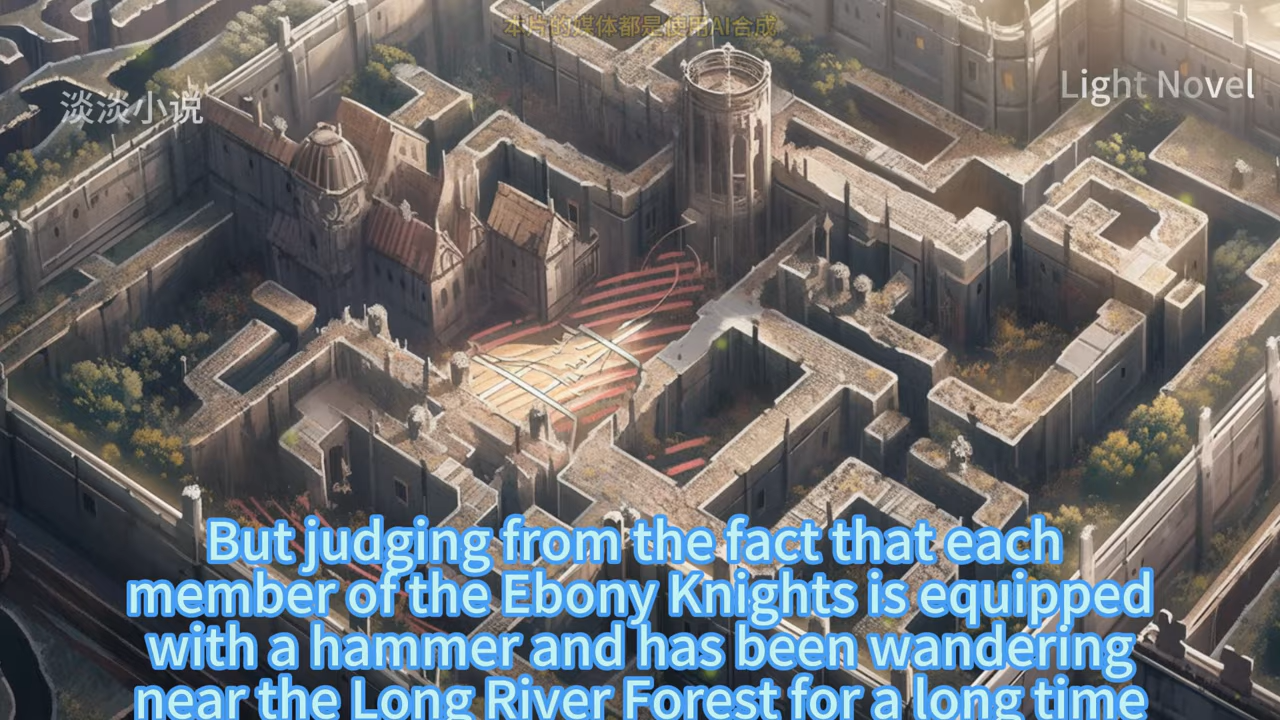 本片的媒体都是使用AI合成
淡淡小说
Light Novel
But judging from the fact that each
member of the Ebony Knights is equipped
with a hammer and has been wandering
near the Long River Forest for a long time